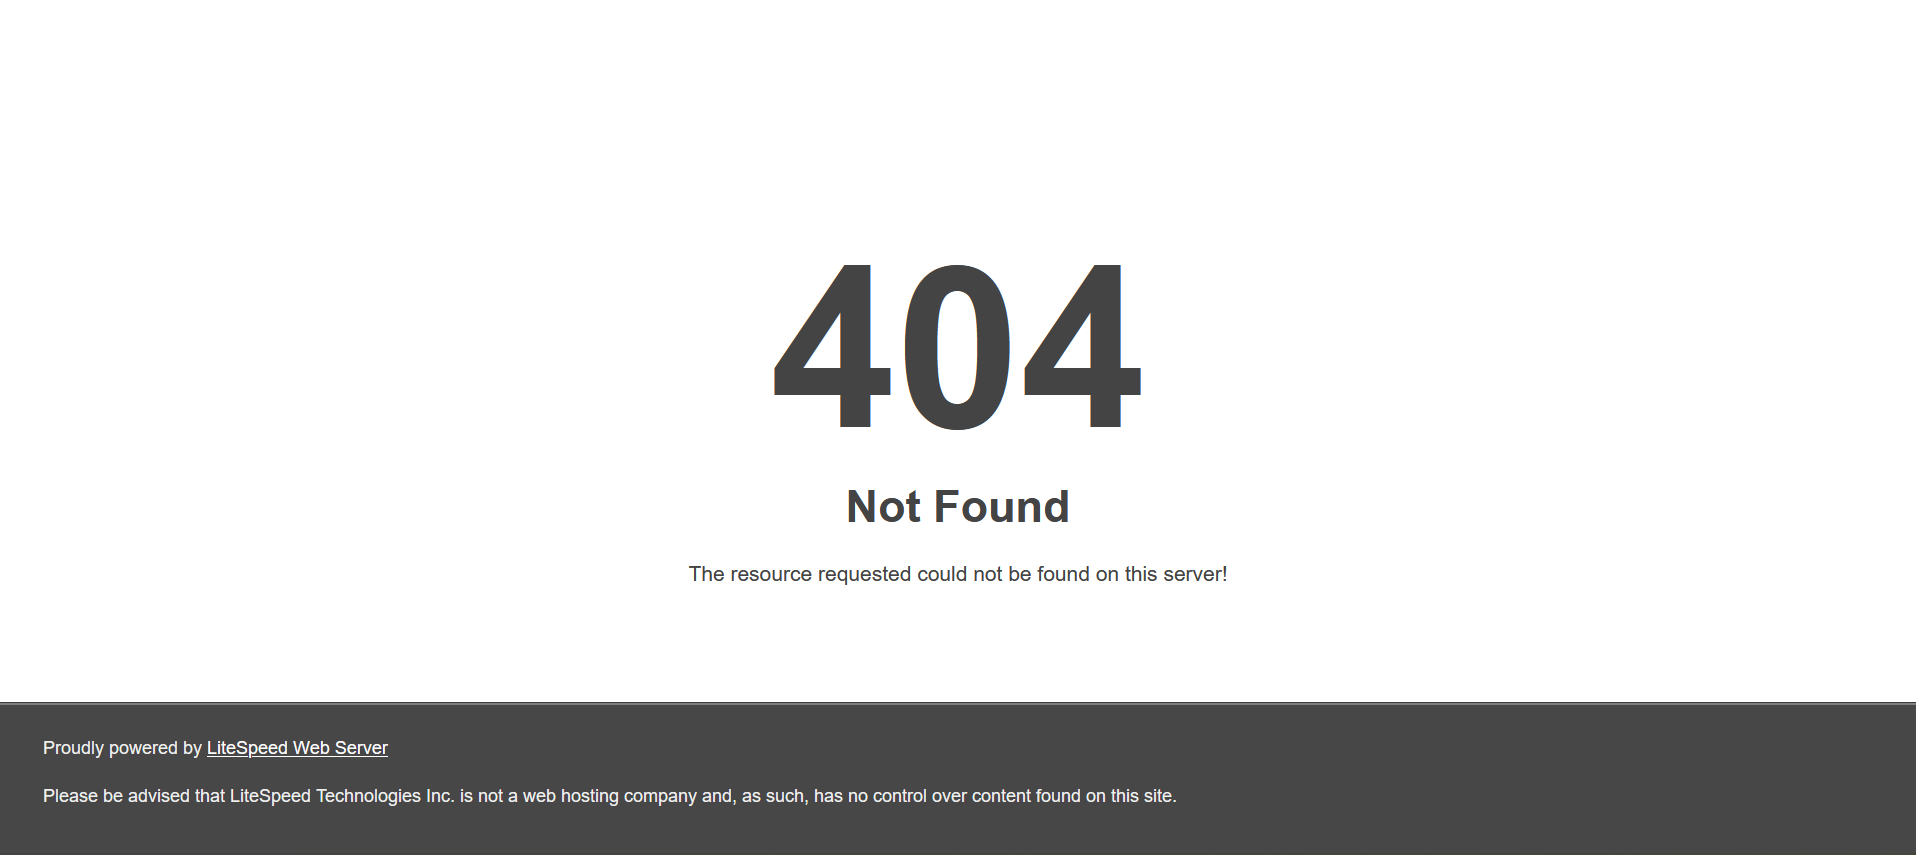 404
Not Found
The resource requested could not be found on this server!
Proudly powered by LiteSpeed Web Server
Please be advised that LiteSpeed Technologies Inc. is not a web hosting company and, as such, has no control over content found on this site.